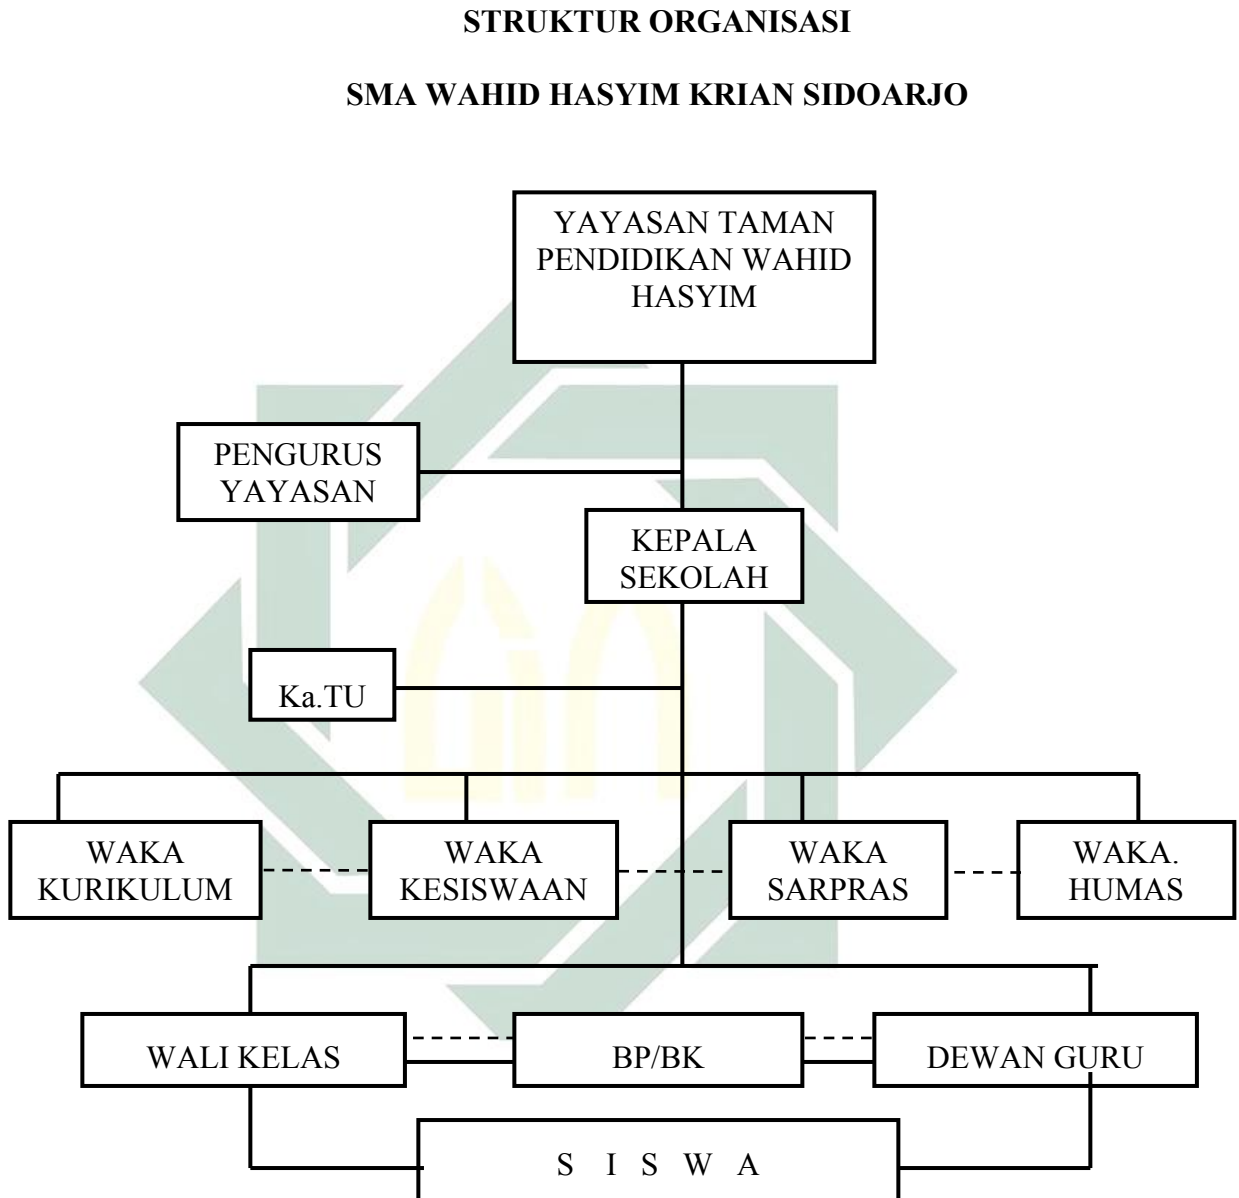 STRUKTUR ORGANISASI
SMA WAHID HASYIM KRIAN SIDOARJO
YAYASAN TAMAN
PENDIDIKAN WAHID
HASYIM
PENGURUS
YAYASAN
KEPALA
SEKOLAH
Ka.TU
WAKA
KURIKULUM
WAKA
KESISWAAN
WAKA
SARPRAS
WAKA.
HUMAS
WALI KELAS
BP/BK
DEWAN GURU
S I S W A